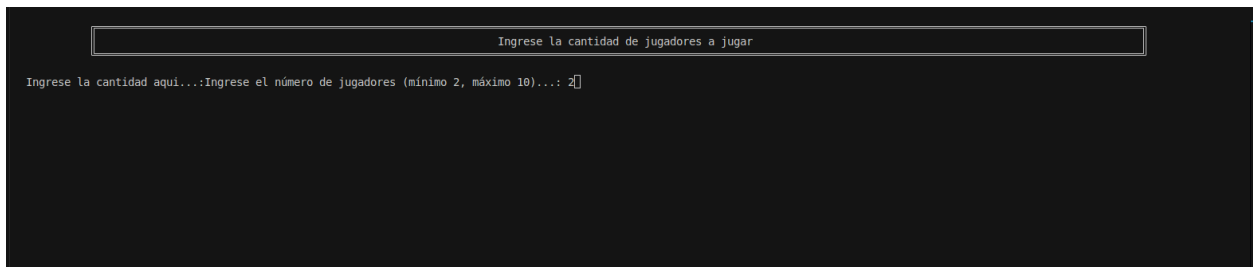 Ingrese la cantidad de jugadores a jugar
Ingrese la cantidad aqui...:Ingrese el número de jugadores (mínimo 2, máximo 10)...: 2